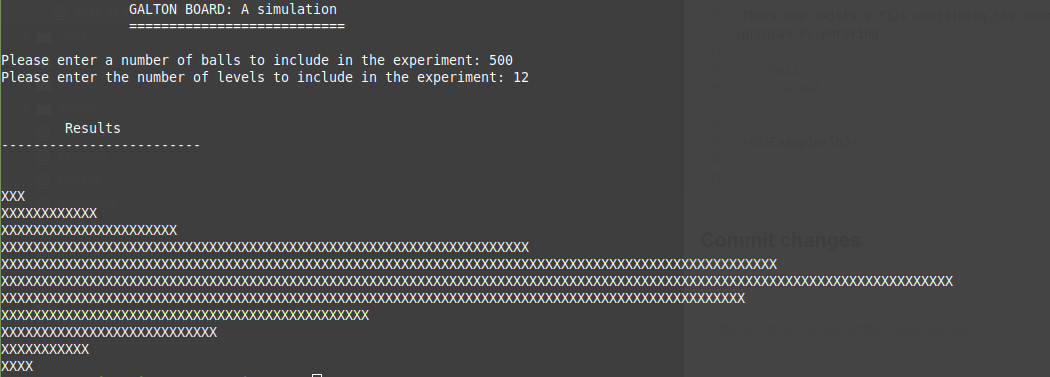 GALTON BOARD: A simulation
===========================
Please enter a number of balls to include in the experiment: 500
Please enter the number of levels to include in the experiment: 12
Results
-------------------------
XXX
XXXXXXXXXXXX
XXXXXXXXXXXXXXXXXXXXXX
XXXXXXXXXXXXXXXXXXXXXXXXXXXXXXXXXXXXXXXXXXXXXXXXXXXXXXXXXXXXXXXXXX
XXXXXXXXXXXXXXXXXXXXXXXXXXXXXXXXXXXXXXXXXXXXXXXXXXXXXXXXXXXXXXXXXXXXXXXXXXXXXXXXXXXXXXXXXXXXXXXXX
XXXXXXXXXXXXXXXXXXXXXXXXXXXXXXXXXXXXXXXXXXXXXXXXXXXXXXXXXXXXXXXXXXXXXXXXXXXXXXXXXXXXXXXXXXXXXXXXXXXXXXXXXXXXXXXXXXXXXXX
XXXXXXXXXXXXXXXXXXXXXXXXXXXXXXXXXXXXXXXXXXXXXXXXXXXXXXXXXXXXXXXXXXXXXXXXXXXXXXXXXXXXXXXXXXXXX
XXXXXXXXXXXXXXXXXXXXXXXXXXXXXXXXXXXXXXXXXXXXXX
XXXXXXXXXXXXXXXXXXXXXXXXXXX
XXXXXXXXXXX
XXXX
Commit changes